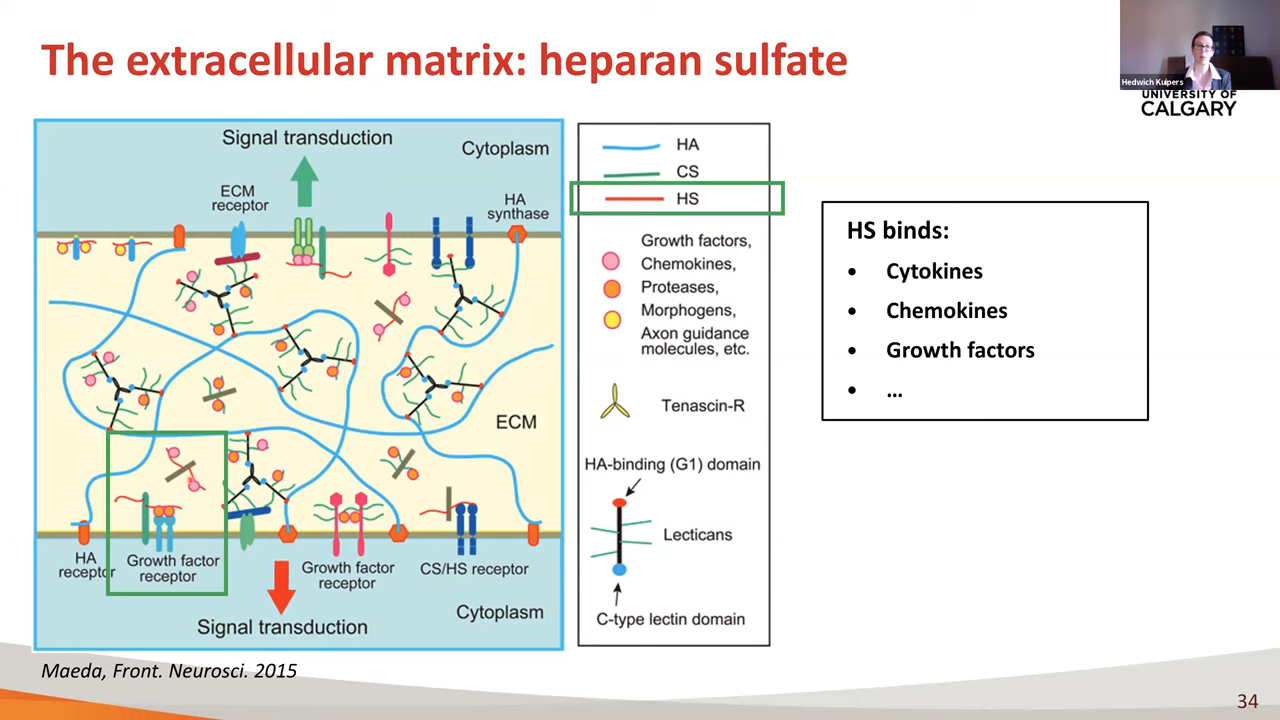 The extracellular matrix: heparan sulfate
Hedwich Kuipers
UNIVERSITY OF
CALGARY
Signal transduction
Cytoplasm
ECM
receptor
HA
synthase
ECM
HA
receptor
Growth factor
receptor
Growth factor
receptor
CS/HS receptor
Cytoplasm
Signal transduction
HA
CS
HS
Growth factors,
Chemokines,
Proteases,
Morphogens,
Axon guidance
molecules, etc.
Tenascin-R
HA-binding (G1) domain
Lecticans
C-type lectin domain
HS binds:
• Cytokines
• Chemokines
• Growth factors
• ...
Maeda, Front. Neurosci. 2015
34